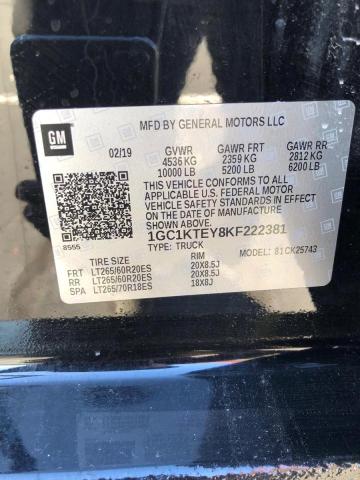 GM
MFD BY GENERAL MOTORS LLC
02/19 GVWR GAWR FRT GAWR RR
4536 KG 2359 KG 2812 KG
10000 LB 5200 LB 6200 LB
THIS VEHICLE CONFORMS TO ALL
APPLICABLE U.S. FEDERAL MOTOR
VEHICLE SAFETY STANDARDS IN
EFFECT ON THE DATE OF MANUFACTURE
SHOWN ABOVE.
1GC1KTEY8KF222381
8555 TYPE: TRUCK MODEL: 81CK25743
TIRE SIZE RIM
FRT LT265/60R20ES 20X8.5J
RR LT265/60R20ES 20X8.5J
SPA LT265/70R18ES 18X8J